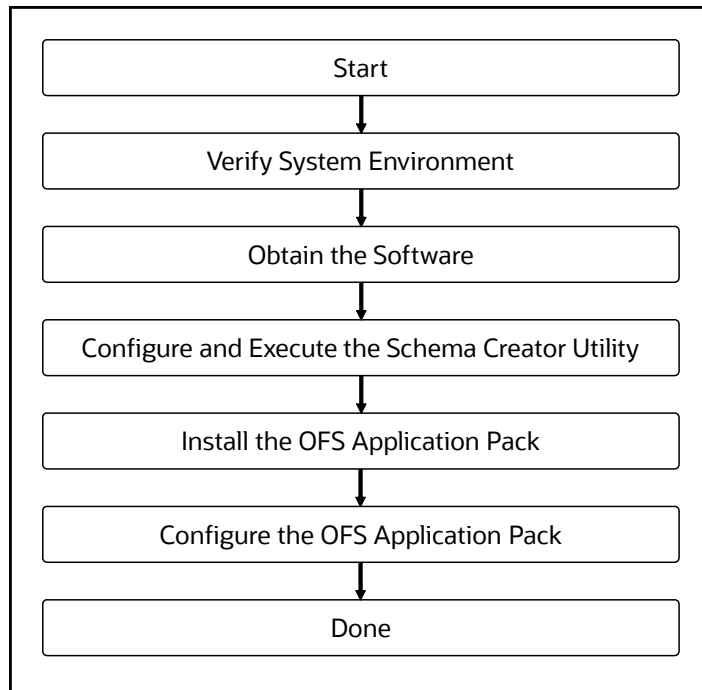 Start
Verify System Environment
Obtain the Software
Configure and Execute the Schema Creator Utility
Install the OFS Application Pack
Configure the OFS Application Pack
Done